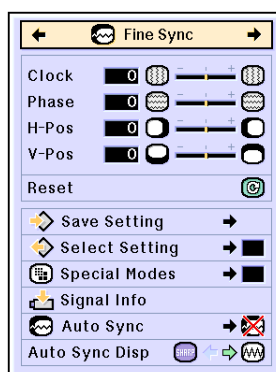 Fine Sync
Clock 0 - +
Phase 0 - +
H-Pos 0 - +
V-Pos 0 - +
Reset
Save Setting
Select Setting
Special Modes
Signal Info
Auto Sync
Auto Sync Disp SHARP